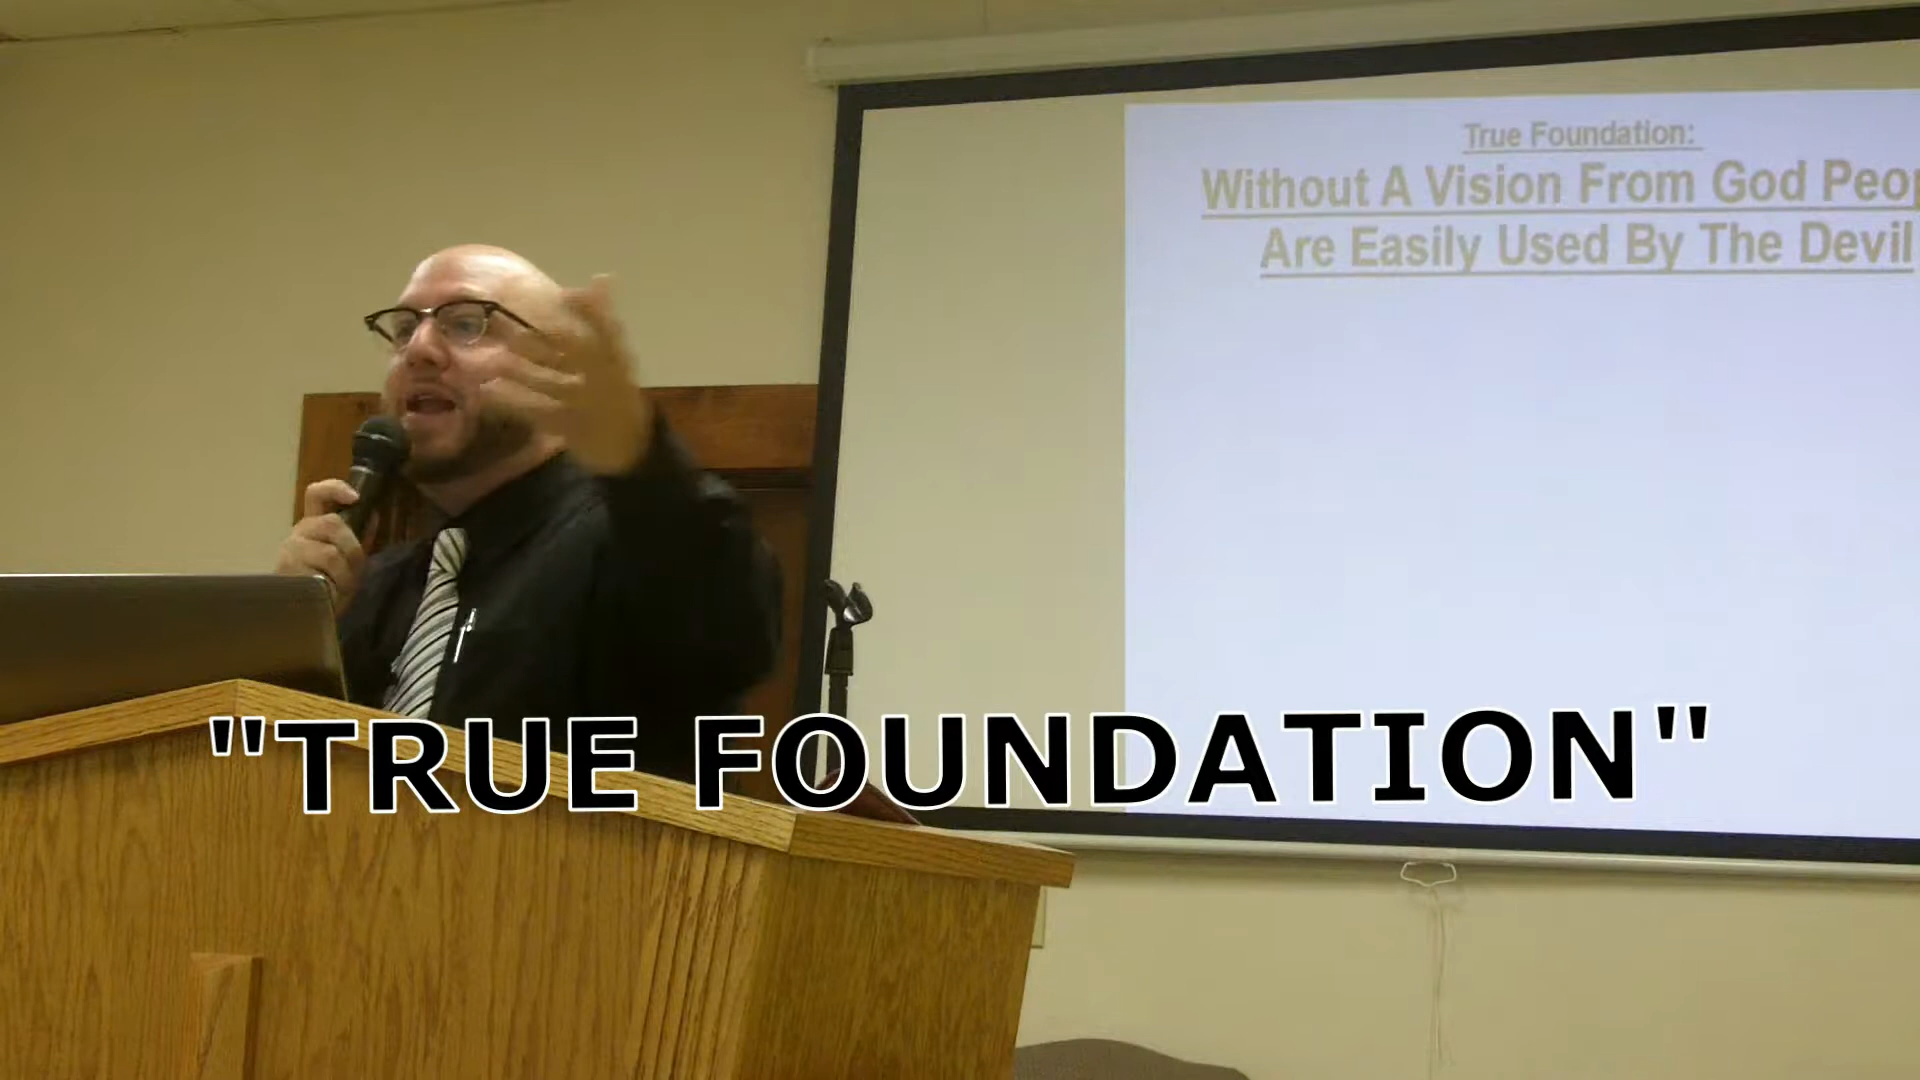 True Foundation:
Without A Vision From God Peop
Are Easily Used By The Devil
"TRUE FOUNDATION"